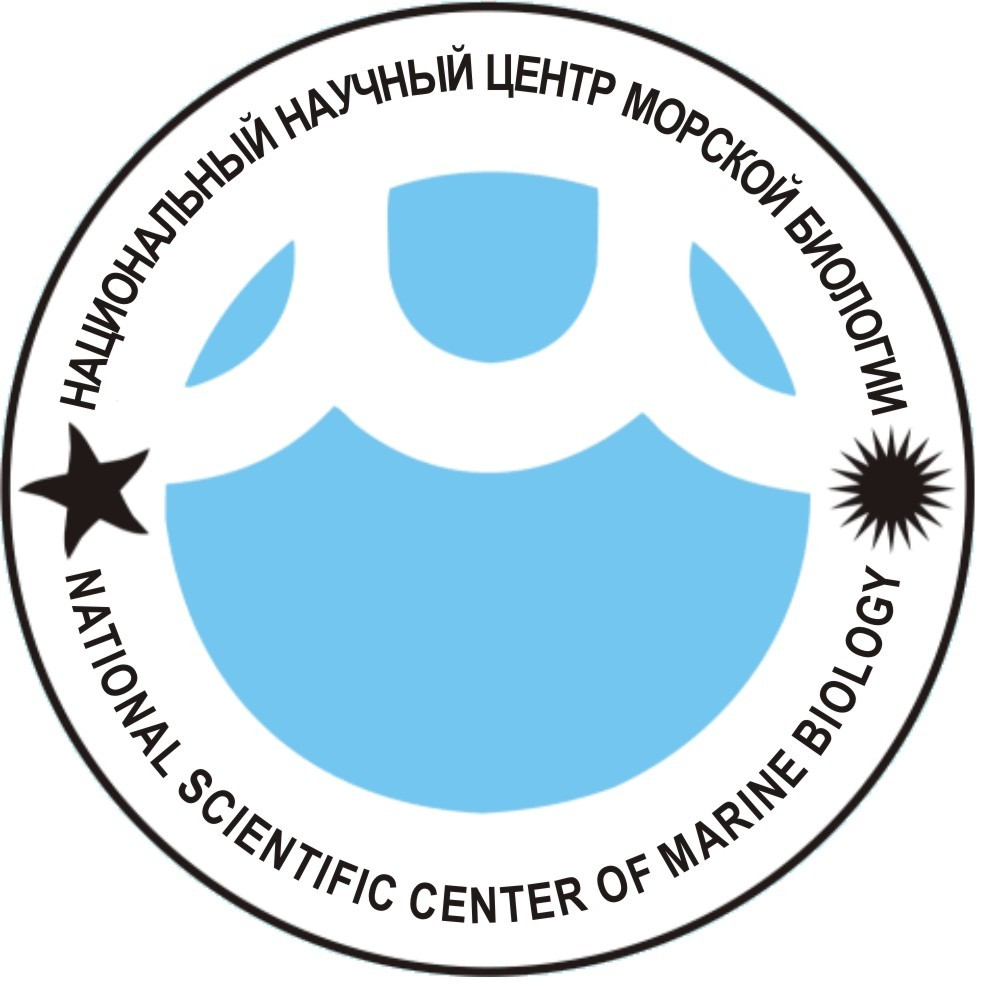 НАЦИОНАЛЬНЫЙ НАУЧНЫЙ ЦЕНТР МОРСКОЙ БИОЛОГИИ
NATIONAL SCIENTIFIC CENTER OF MARINE BIOLOGY